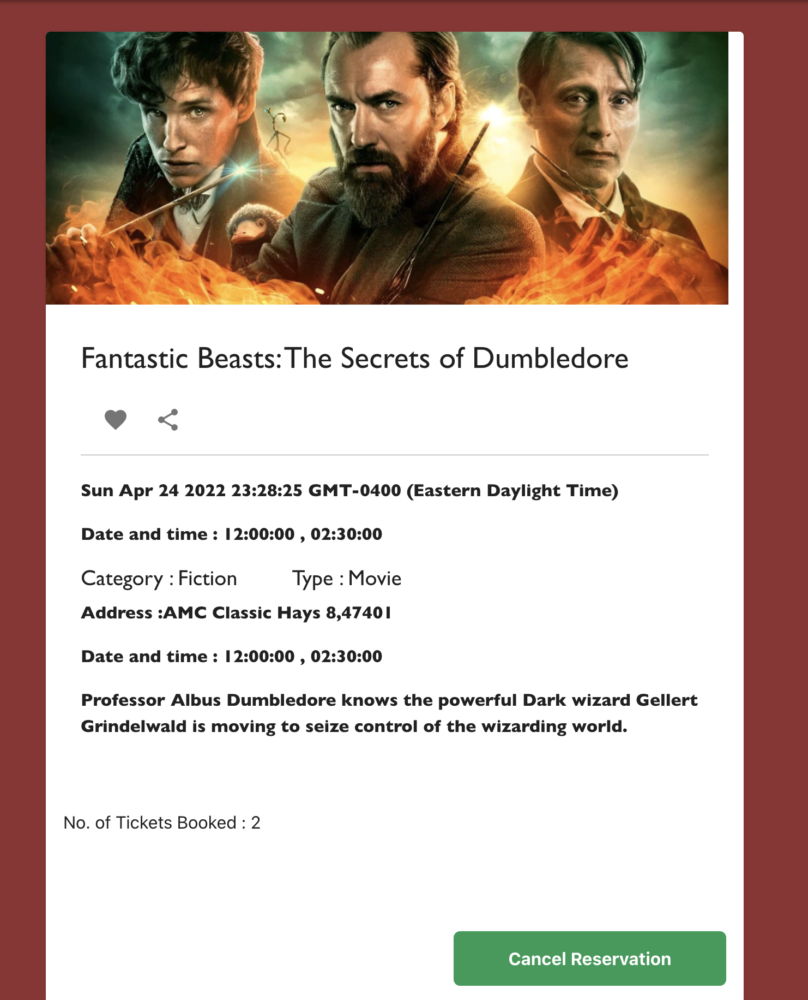 Fantastic Beasts: The Secrets of Dumbledore
Sun Apr 24 2022 23:28:25 GMT-0400 (Eastern Daylight Time)
Date and time : 12:00:00 , 02:30:00
Category : Fiction Type : Movie
Address :AMC Classic Hays 8,47401
Date and time : 12:00:00 , 02:30:00
Professor Albus Dumbledore knows the powerful Dark wizard Gellert
Grindelwald is moving to seize control of the wizarding world.
No. of Tickets Booked : 2
Cancel Reservation